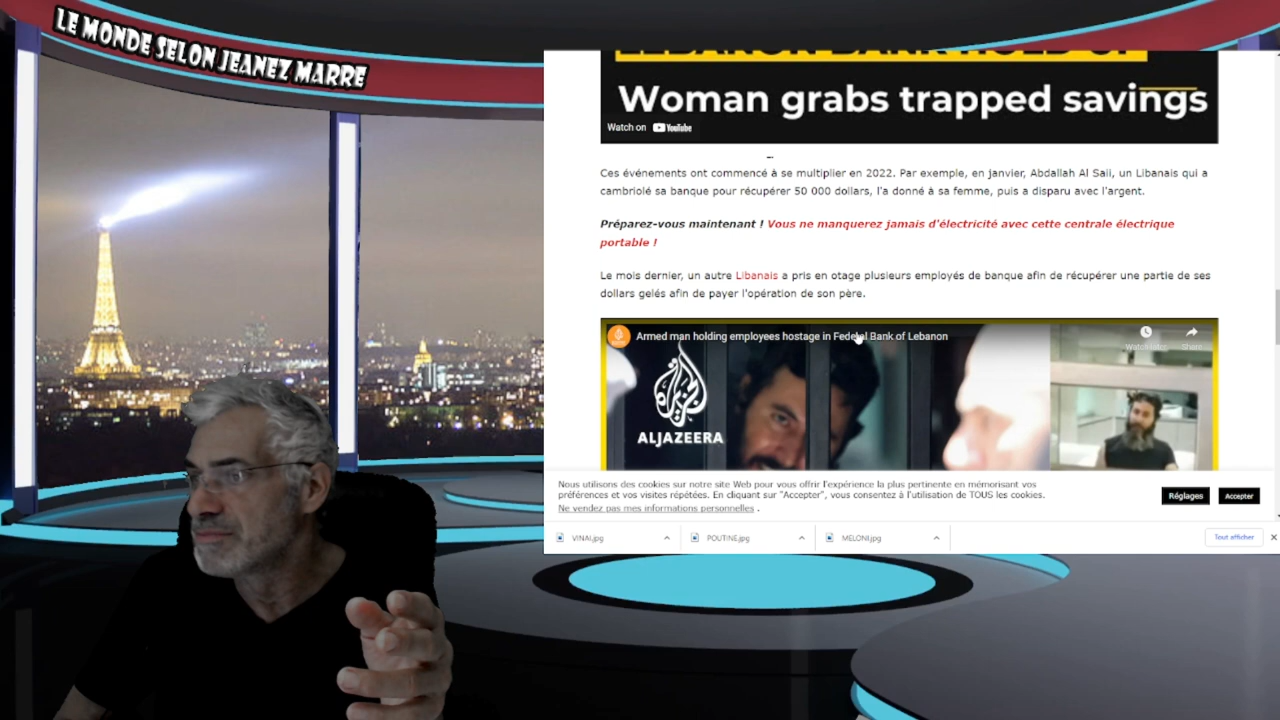 LE MONDE SELON JEANEZ MARRE
Woman grabs trapped savings
Watch on YouTube
Ces événements ont commencé à se multiplier en 2022. Par exemple, en janvier, Abdallah Al Saii, un Libanais qui a
cambriolé sa banque pour récupérer 50 000 dollars, l'a donné à sa femme, puis a disparu avec l'argent.
Préparez-vous maintenant ! Vous ne manquerez jamais d'électricité avec cette centrale électrique
portable !
Le mois dernier, un autre Libanais a pris en otage plusieurs employés de banque afin de récupérer une partie de ses
dollars gelés afin de payer l'opération de son père.
Armed man holding employees hostage in Federal Bank of Lebanon
Watch later
Share
الجزيرة
ALJAZEERA
Nous utilisons des cookies sur notre site Web pour vous offrir l'expérience la plus pertinente en mémorisant vos
préférences et vos visites répétées. En cliquant sur "Accepter", vous consentez à l'utilisation de TOUS les cookies.
Ne vendez pas mes informations personnelles .
Réglages
Accepter
VINAI.jpg
POUTINE.jpg
MELONI.jpg
Tout afficher